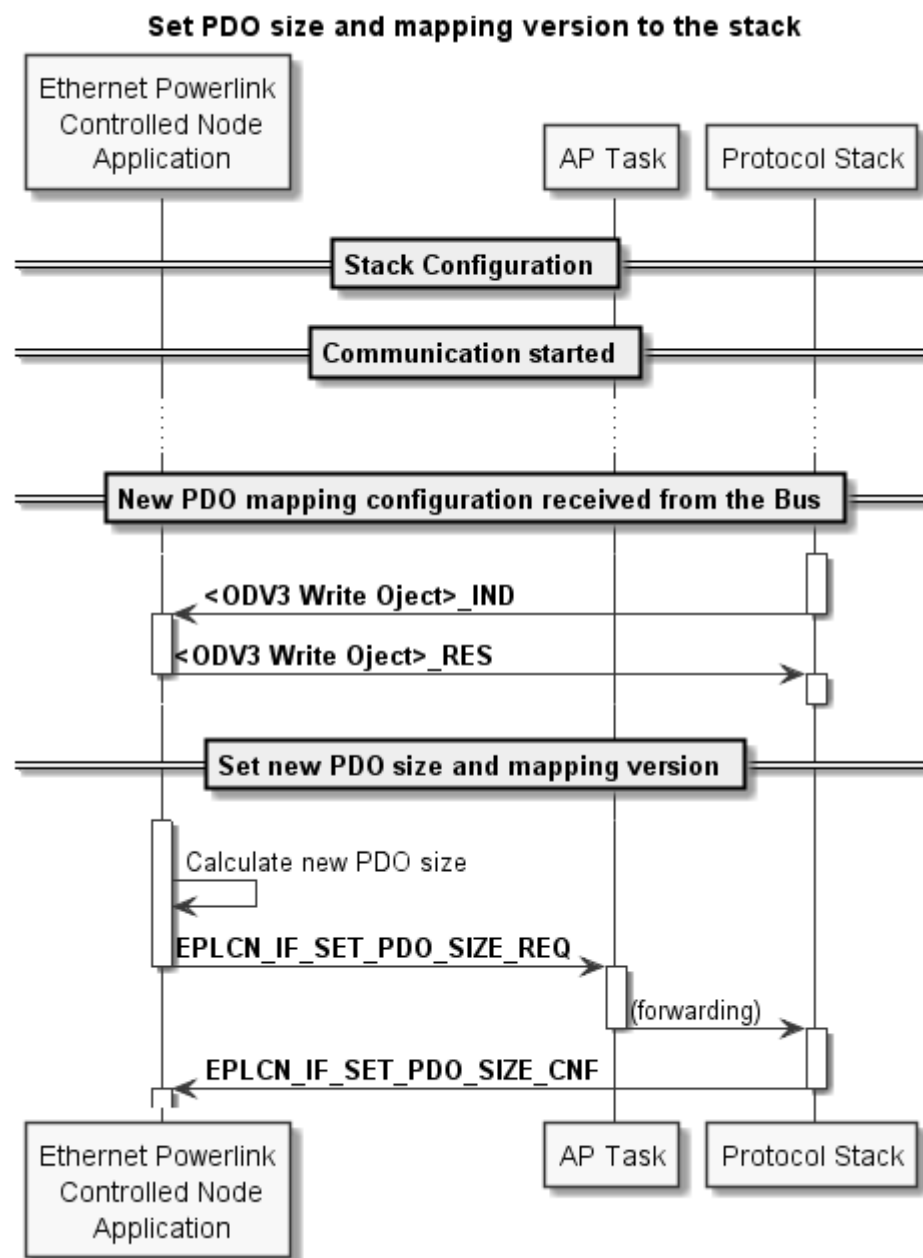 Set PDO size and mapping version to the stack
Ethernet Powerlink
Controlled Node
Application
AP Task
Protocol Stack
Stack Configuration
Communication started
New PDO mapping configuration received from the Bus
<ODV3 Write Oject>_IND
<ODV3 Write Oject>_RES
Set new PDO size and mapping version
Calculate new PDO size
EPLCN_IF_SET_PDO_SIZE_REQ
(forwarding)
EPLCN_IF_SET_PDO_SIZE_CNF
Ethernet Powerlink
Controlled Node
Application
AP Task
Protocol Stack